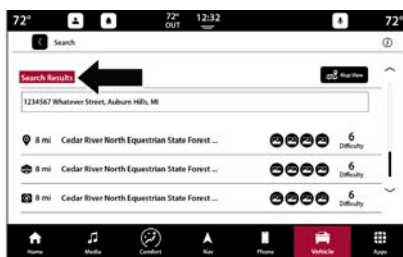 72° 72° OUT 12:32 72°
Search
Search Results Map View
1234567 Whatever Street, Auburn Hills, MI
8 mi Cedar River North Equestrian State Forest ... 6 Difficulty
8 mi Cedar River North Equestrian State Forest ... 6 Difficulty
8 mi Cedar River North Equestrian State Forest ... 6 Difficulty
Home Media Comfort Nav Phone Vehicle Apps